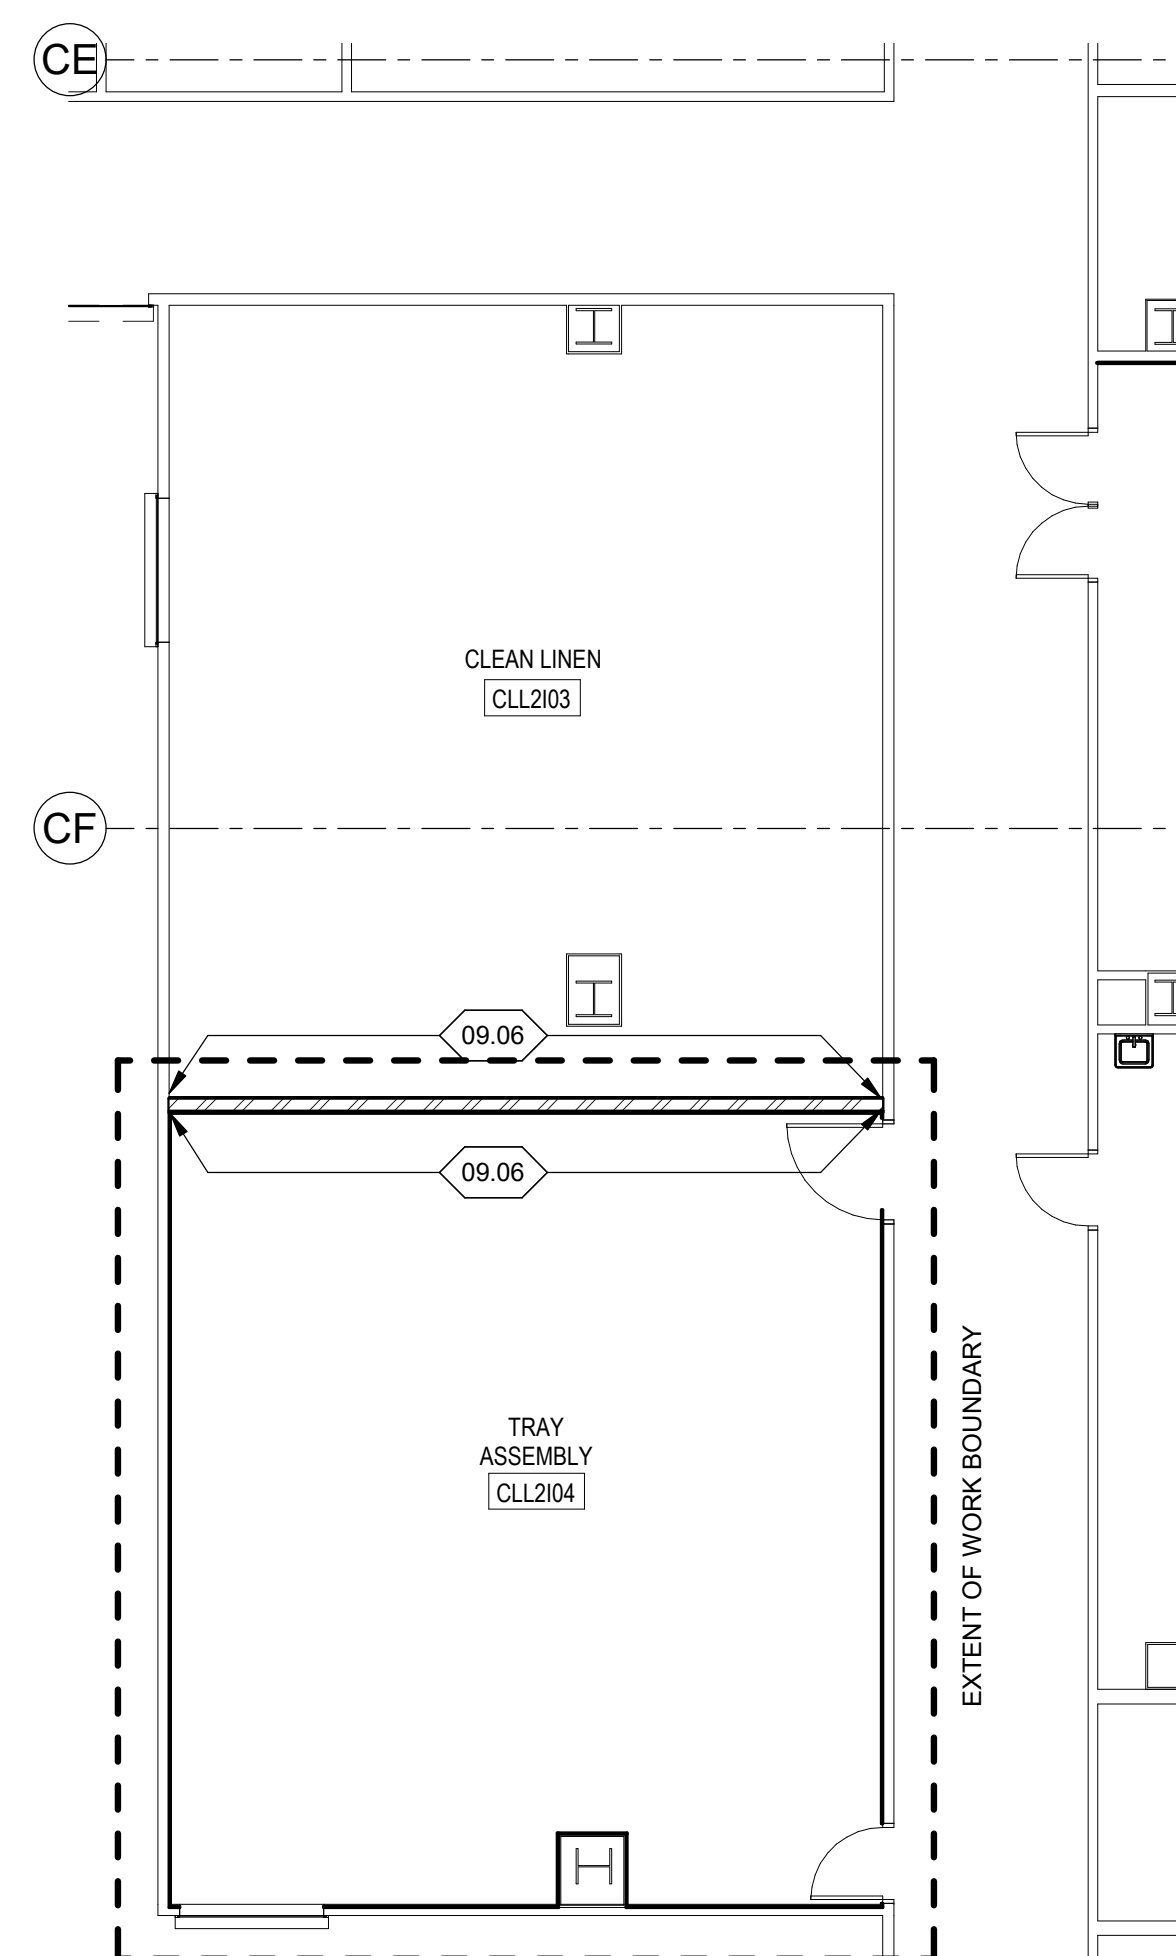 CE
CLEAN LINEN
CLL2I03
CF
09.06
09.06
TRAY
ASSEMBLY
CLL2I04
EXTENT OF WORK BOUNDARY